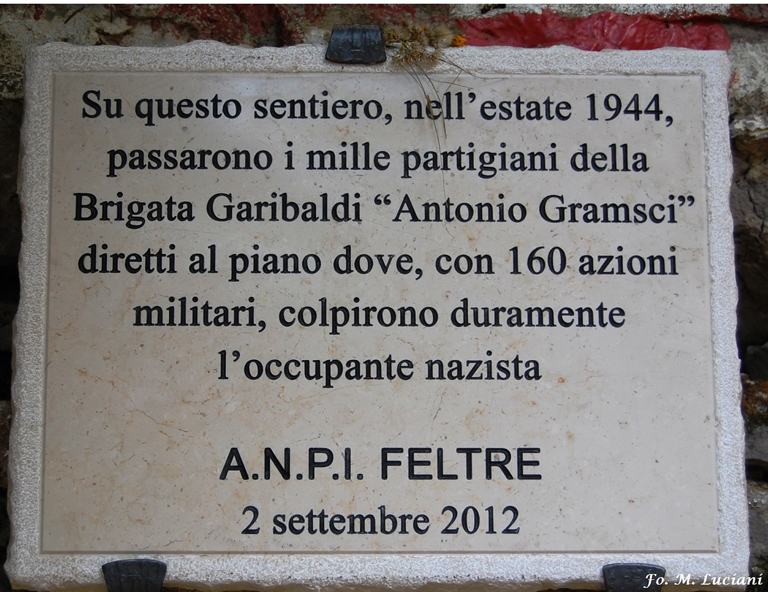 Su questo sentiero, nell'estate 1944,
passarono i mille partigiani della
Brigata Garibaldi “Antonio Gramsci”
diretti al piano dove, con 160 azioni
militari, colpirono duramente
l'occupante nazista
A.N.P.I. FELTRE
2 settembre 2012
Fo. M. Luciani